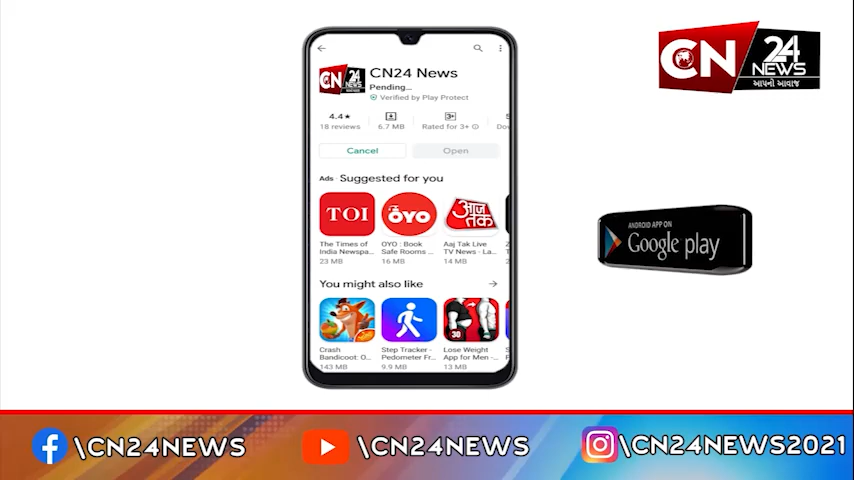 CN24 News
Pending...
Verified by Play Protect
4.4★
18 reviews
6.7 MB
3+
Rated for 3+
Cancel
Open
Ads · Suggested for you
TOI
OYO
आज तक
The Times of
India Newspa...
23 MB
OYO : Book
Safe Rooms ...
16 MB
Aaj Tak Live
TV News - La...
14 MB
You might also like
30
Crash
Bandicoot: O...
143 MB
Step Tracker -
Pedometer Fr...
9.9 MB
Lose Weight
App for Men -
13 MB
CN 24
NEWS
આપનો અવાજ
ANDROID APP ON
Google play
\CN24NEWS
\CN24NEWS
\CN24NEWS2021